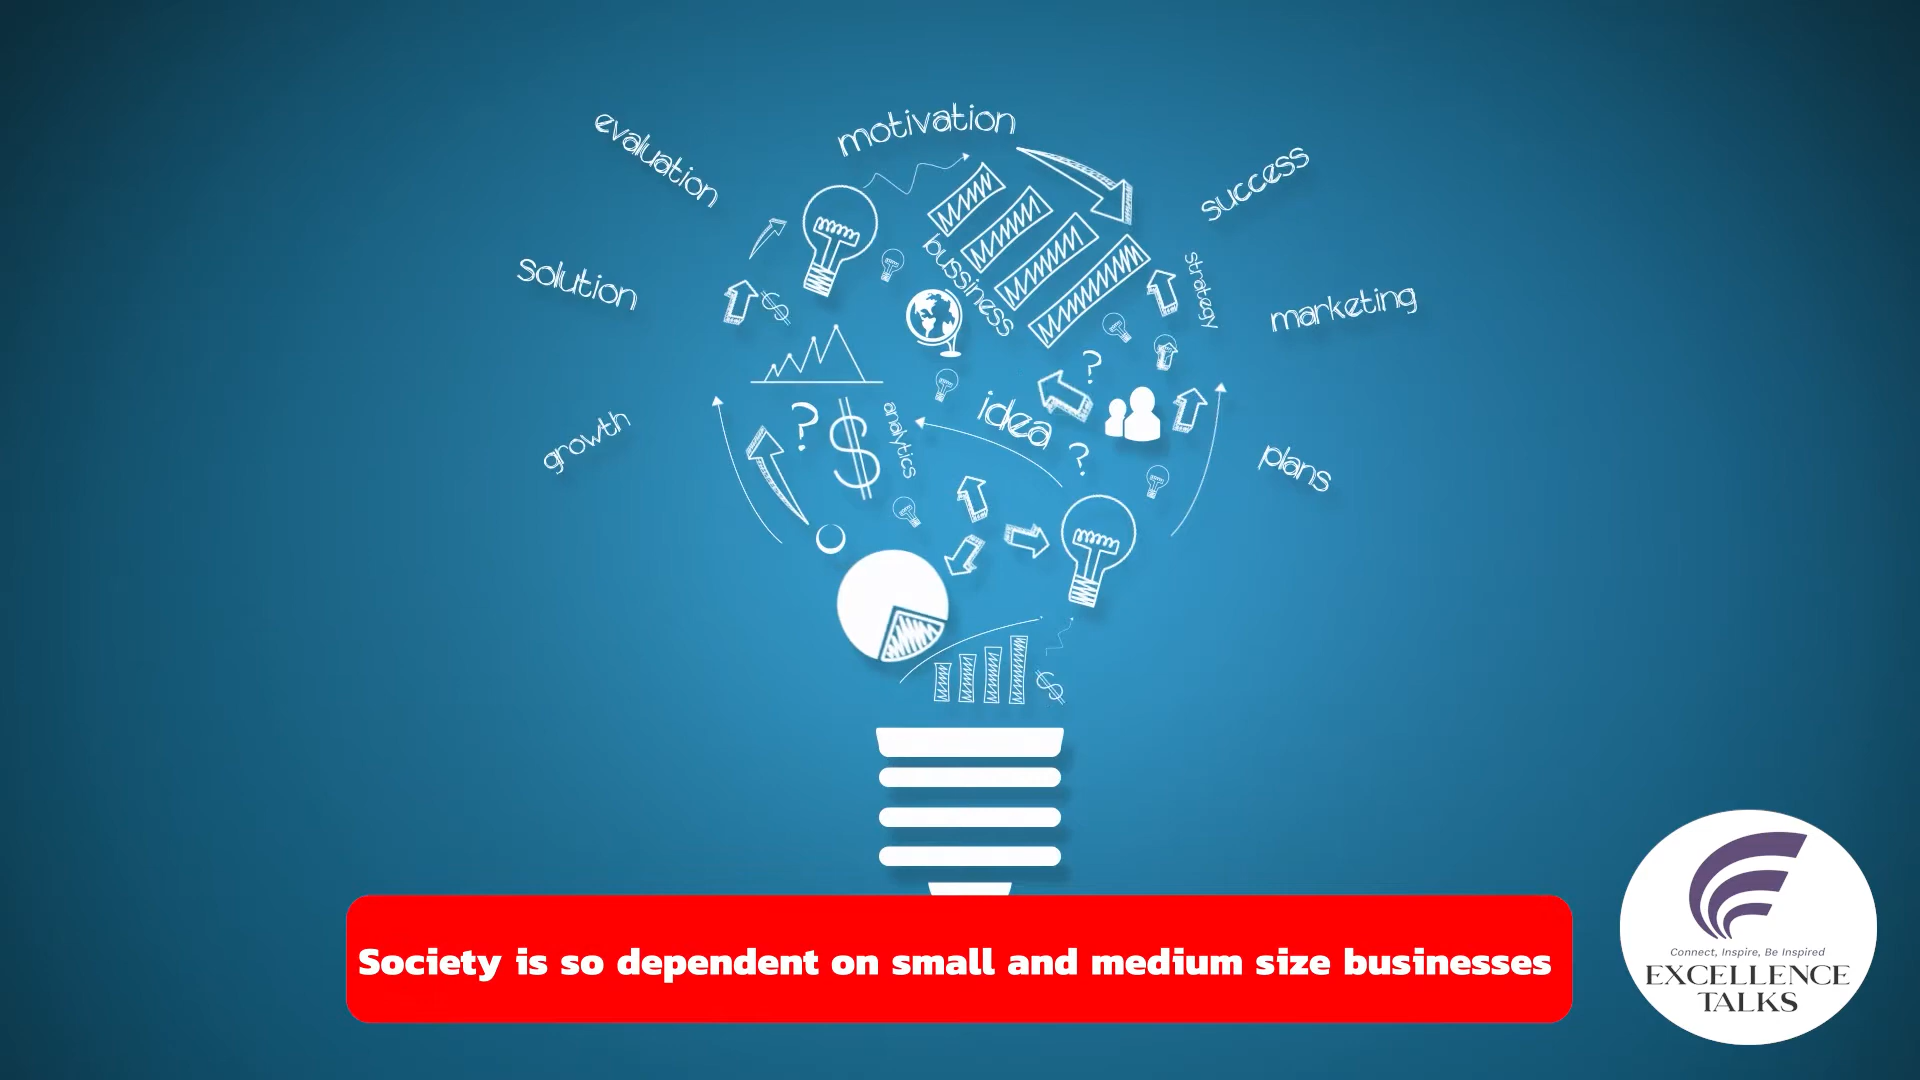 motivation
evaluation
success
bussiness
strategy
solution
marketing
idea
analytics
growth
plans
Society is so dependent on small and medium size businesses
Connect, Inspire, Be Inspired
EXCELLENCE
TALKS